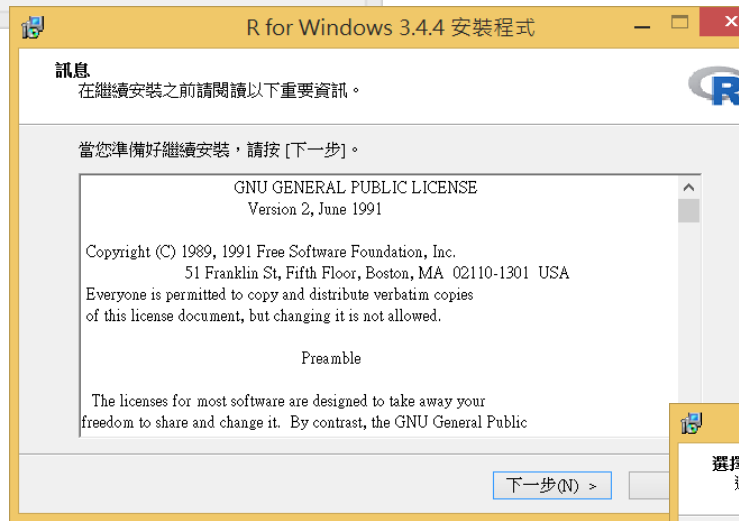 R for Windows 3.4.4 安裝程式
訊息
在繼續安裝之前請閱讀以下重要資訊。
R
當您準備好繼續安裝，請按 [下一步]。
GNU GENERAL PUBLIC LICENSE
Version 2, June 1991
Copyright (C) 1989, 1991 Free Software Foundation, Inc.
51 Franklin St, Fifth Floor, Boston, MA 02110-1301 USA
Everyone is permitted to copy and distribute verbatim copies
of this license document, but changing it is not allowed.
Preamble
The licenses for most software are designed to take away your
freedom to share and change it. By contrast, the GNU General Public
下一步(N) >
選擇